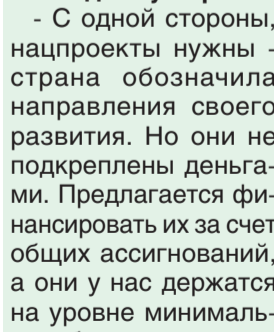 - С одной стороны,
нацпроекты нужны -
страна обозначила
направления своего
развития. Но они не
подкреплены деньга-
ми. Предлагается фи-
нансировать их за счет
общих ассигнований,
а они у нас держатся
на уровне минималь-